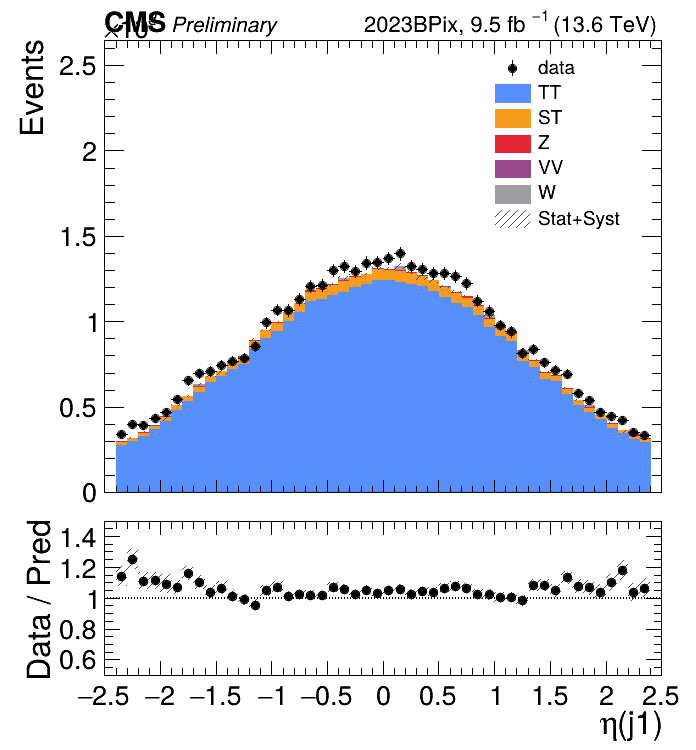 CMS Preliminary 2023BPix, 9.5 fb⁻¹ (13.6 TeV)
Events
2.5
2
1.5
1
0.5
0
data
TT
ST
Z
VV
W
Stat+Syst
Data / Pred
1.4
1.2
1
0.8
0.6
−2.5 −2 −1.5 −1 −0.5 0 0.5 1 1.5 2 2.5
η(j1)